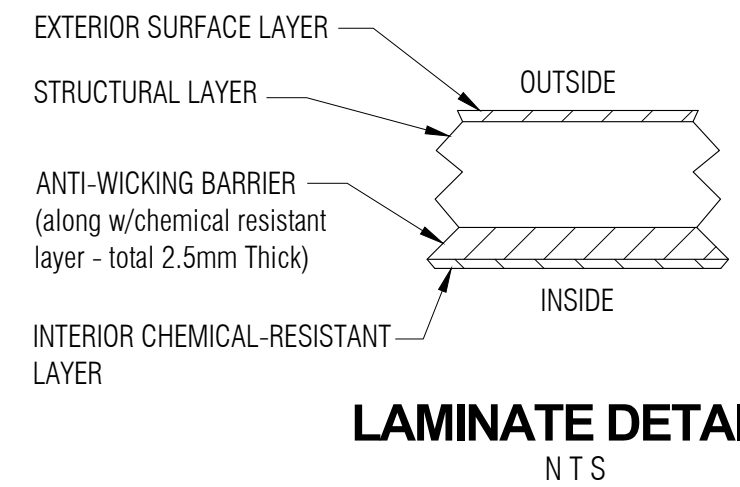 EXTERIOR SURFACE LAYER
STRUCTURAL LAYER
OUTSIDE
ANTI-WICKING BARRIER
(along w/chemical resistant
layer - total 2.5mm Thick)
INSIDE
INTERIOR CHEMICAL-RESISTANT
LAYER
LAMINATE DETAI
N T S